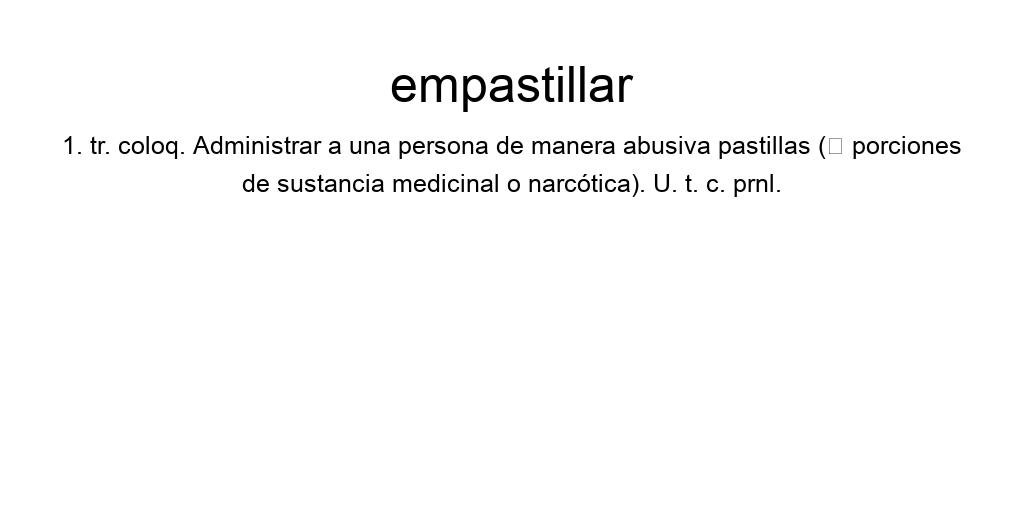 empastillar
1. tr. coloq. Administrar a una persona de manera abusiva pastillas (□ porciones
de sustancia medicinal o narcótica). U. t. c. prnl.